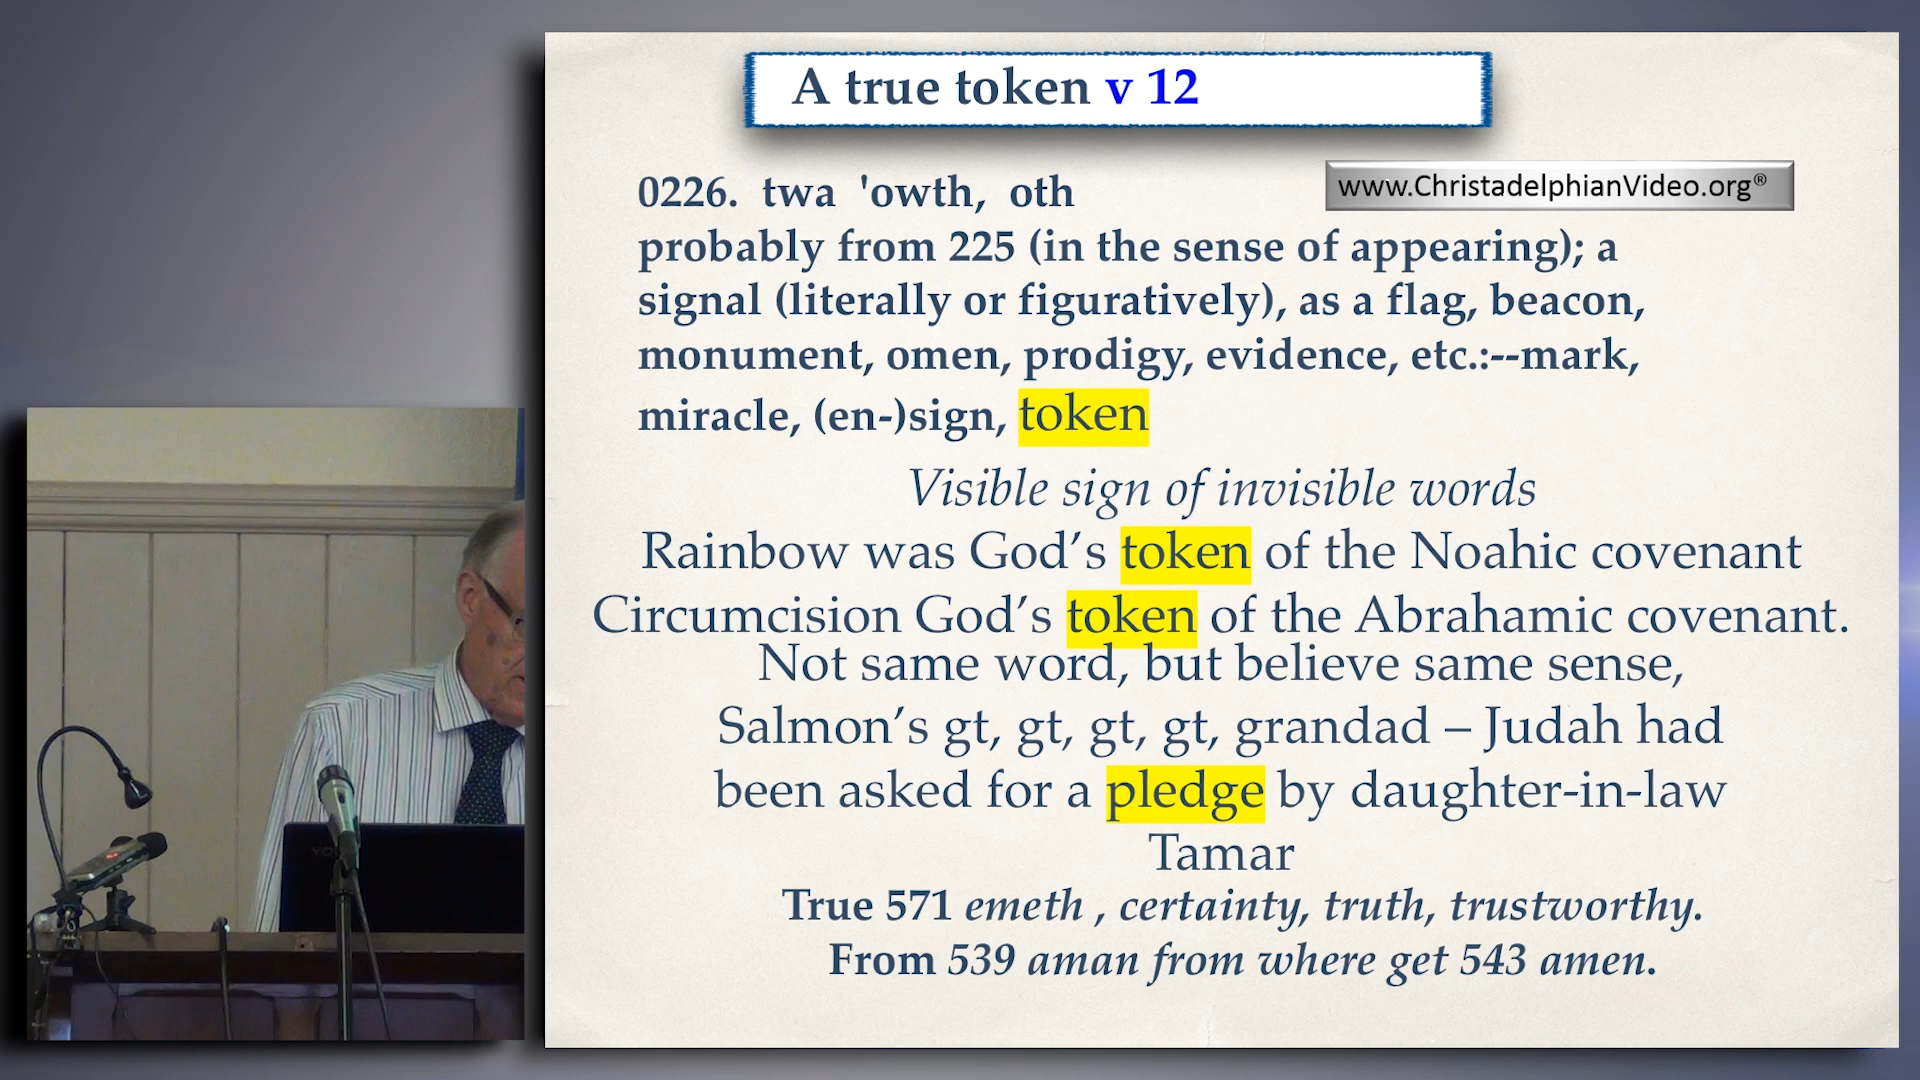 A true token v 12
www.ChristadelphianVideo.org®
0226. twa 'owth, oth
probably from 225 (in the sense of appearing); a
signal (literally or figuratively), as a flag, beacon,
monument, omen, prodigy, evidence, etc.:--mark,
miracle, (en-)sign, token
Visible sign of invisible words
Rainbow was God’s token of the Noahic covenant
Circumcision God’s token of the Abrahamic covenant.
Not same word, but believe same sense,
Salmon’s gt, gt, gt, gt, grandad – Judah had
been asked for a pledge by daughter-in-law
Tamar
True 571 emeth , certainty, truth, trustworthy.
From 539 aman from where get 543 amen.